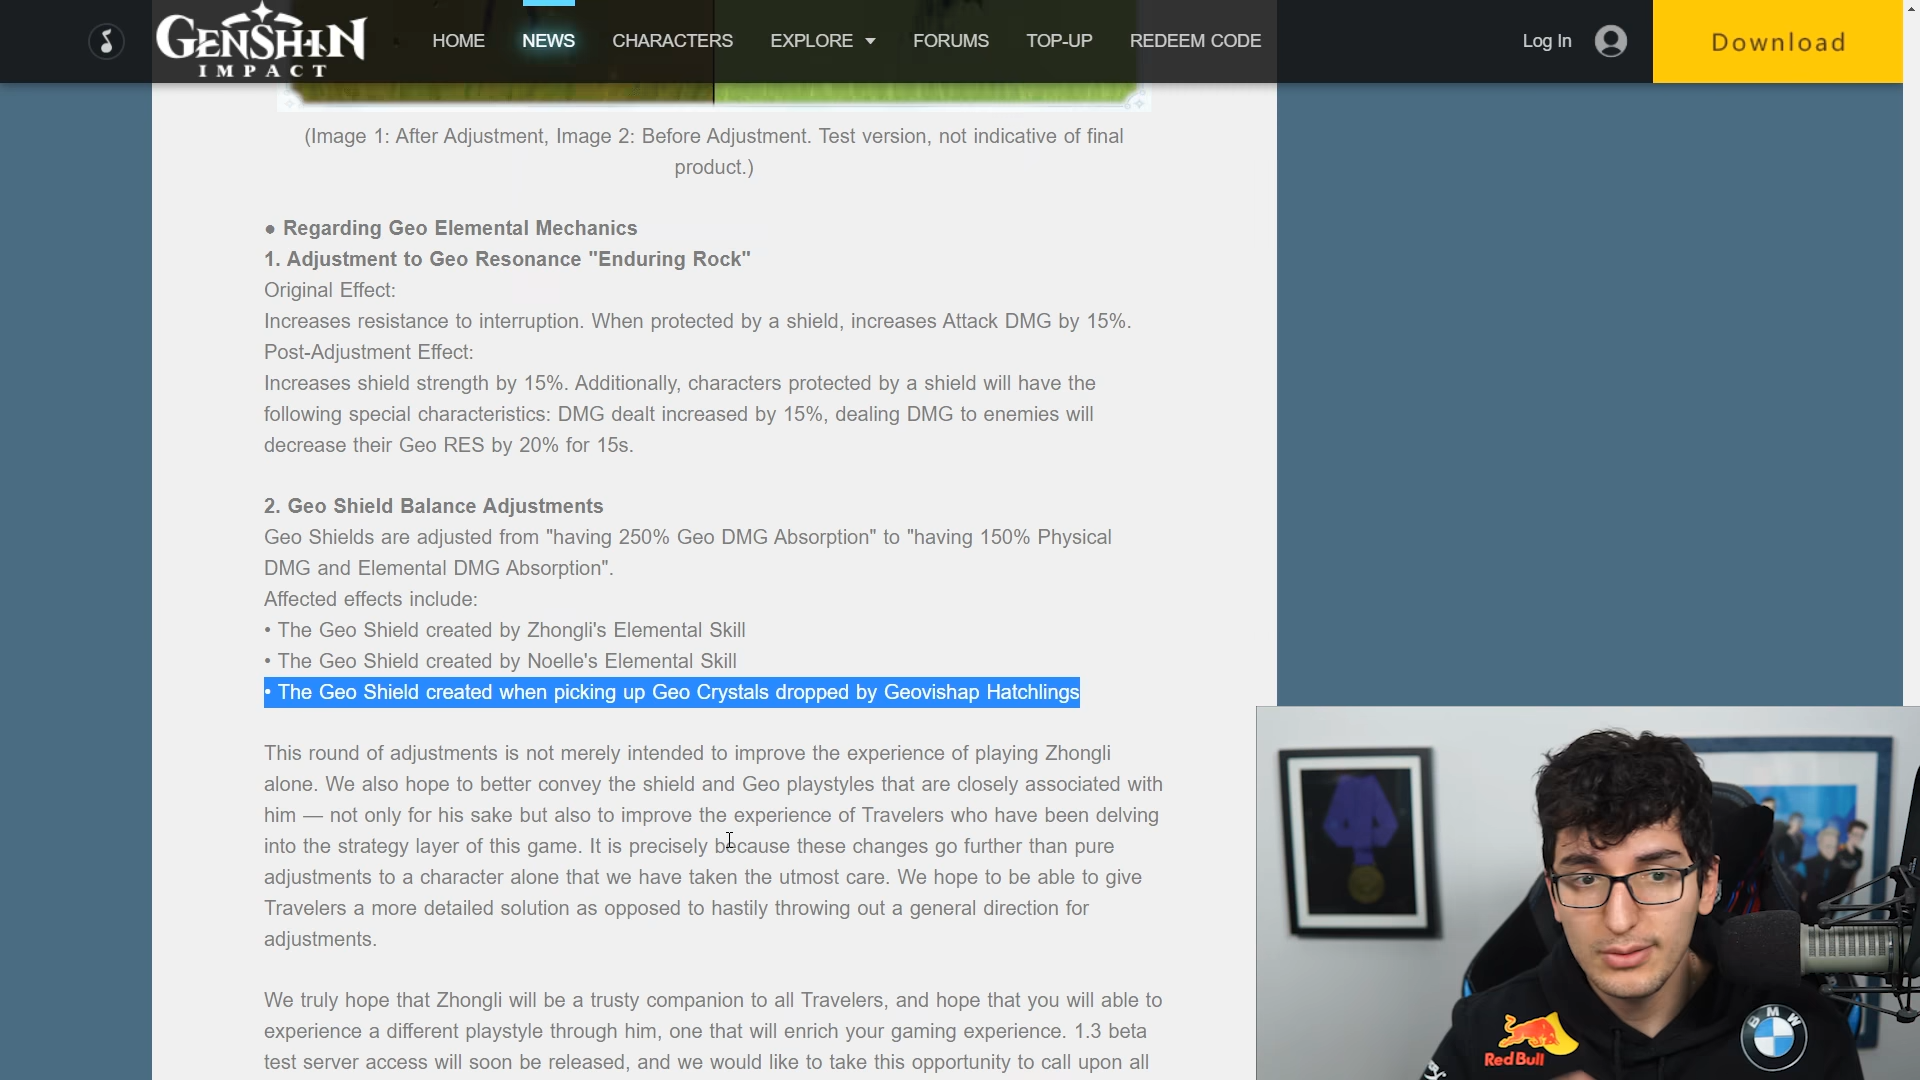 GENSHIN
IMPACT
HOME
NEWS
CHARACTERS
EXPLORE
FORUMS
TOP-UP
REDEEM CODE
Log In
Download
(Image 1: After Adjustment, Image 2: Before Adjustment. Test version, not indicative of final
product.)
● Regarding Geo Elemental Mechanics
1. Adjustment to Geo Resonance "Enduring Rock"
Original Effect:
Increases resistance to interruption. When protected by a shield, increases Attack DMG by 15%.
Post-Adjustment Effect:
Increases shield strength by 15%. Additionally, characters protected by a shield will have the
following special characteristics: DMG dealt increased by 15%, dealing DMG to enemies will
decrease their Geo RES by 20% for 15s.
2. Geo Shield Balance Adjustments
Geo Shields are adjusted from "having 250% Geo DMG Absorption" to "having 150% Physical
DMG and Elemental DMG Absorption".
Affected effects include:
• The Geo Shield created by Zhongli's Elemental Skill
• The Geo Shield created by Noelle's Elemental Skill
• The Geo Shield created when picking up Geo Crystals dropped by Geovishap Hatchlings
This round of adjustments is not merely intended to improve the experience of playing Zhongli
alone. We also hope to better convey the shield and Geo playstyles that are closely associated with
him — not only for his sake but also to improve the experience of Travelers who have been delving
into the strategy layer of this game. It is precisely because these changes go further than pure
adjustments to a character alone that we have taken the utmost care. We hope to be able to give
Travelers a more detailed solution as opposed to hastily throwing out a general direction for
adjustments.
We truly hope that Zhongli will be a trusty companion to all Travelers, and hope that you will able to
experience a different playstyle through him, one that will enrich your gaming experience. 1.3 beta
test server access will soon be released, and we would like to take this opportunity to call upon all
Red Bull
BMW